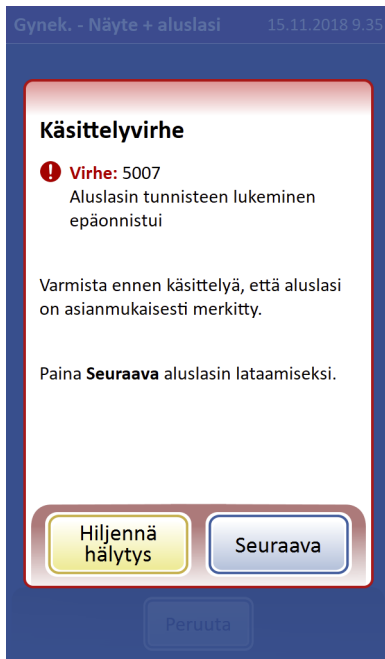 Gynek. - Näyte + aluslasi 15.11.2018 9.35
Käsittelyvirhe
Virhe: 5007
Aluslasin tunnisteen lukeminen
epäonnistui
Varmista ennen käsittelyä, että aluslasi
on asianmukaisesti merkitty.
Paina Seuraava aluslasin lataamiseksi.
Hiljennä
hälytys
Seuraava
Peruuta